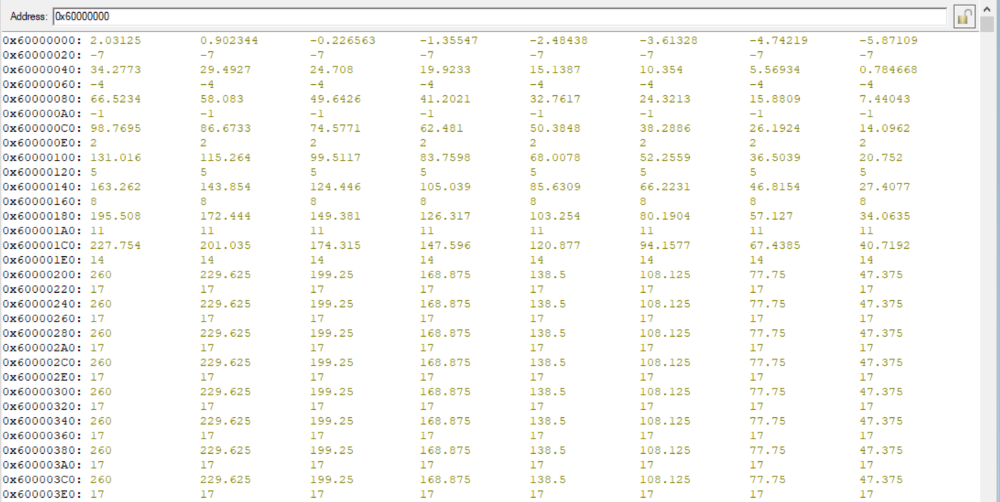 Address: 0x60000000
0x60000000: 2.03125 0.902344 -0.226563 -1.35547 -2.48438 -3.61328 -4.74219 -5.87109
0x60000020: -7 -7 -7 -7 -7 -7 -7 -7
0x60000040: 34.2773 29.4927 24.708 19.9233 15.1387 10.354 5.56934 0.784668
0x60000060: -4 -4 -4 -4 -4 -4 -4 -4
0x60000080: 66.5234 58.083 49.6426 41.2021 32.7617 24.3213 15.8809 7.44043
0x600000A0: -1 -1 -1 -1 -1 -1 -1 -1
0x600000C0: 98.7695 86.6733 74.5771 62.481 50.3848 38.2886 26.1924 14.0962
0x600000E0: 2 2 2 2 2 2 2 2
0x60000100: 131.016 115.264 99.5117 83.7598 68.0078 52.2559 36.5039 20.752
0x60000120: 5 5 5 5 5 5 5 5
0x60000140: 163.262 143.854 124.446 105.039 85.6309 66.2231 46.8154 27.4077
0x60000160: 8 8 8 8 8 8 8 8
0x60000180: 195.508 172.444 149.381 126.317 103.254 80.1904 57.127 34.0635
0x600001A0: 11 11 11 11 11 11 11 11
0x600001C0: 227.754 201.035 174.315 147.596 120.877 94.1577 67.4385 40.7192
0x600001E0: 14 14 14 14 14 14 14 14
0x60000200: 260 229.625 199.25 168.875 138.5 108.125 77.75 47.375
0x60000220: 17 17 17 17 17 17 17 17
0x60000240: 260 229.625 199.25 168.875 138.5 108.125 77.75 47.375
0x60000260: 17 17 17 17 17 17 17 17
0x60000280: 260 229.625 199.25 168.875 138.5 108.125 77.75 47.375
0x600002A0: 17 17 17 17 17 17 17 17
0x600002C0: 260 229.625 199.25 168.875 138.5 108.125 77.75 47.375
0x600002E0: 17 17 17 17 17 17 17 17
0x60000300: 260 229.625 199.25 168.875 138.5 108.125 77.75 47.375
0x60000320: 17 17 17 17 17 17 17 17
0x60000340: 260 229.625 199.25 168.875 138.5 108.125 77.75 47.375
0x60000360: 17 17 17 17 17 17 17 17
0x60000380: 260 229.625 199.25 168.875 138.5 108.125 77.75 47.375
0x600003A0: 17 17 17 17 17 17 17 17
0x600003C0: 260 229.625 199.25 168.875 138.5 108.125 77.75 47.375
0x600003E0: 17 17 17 17 17 17 17 17